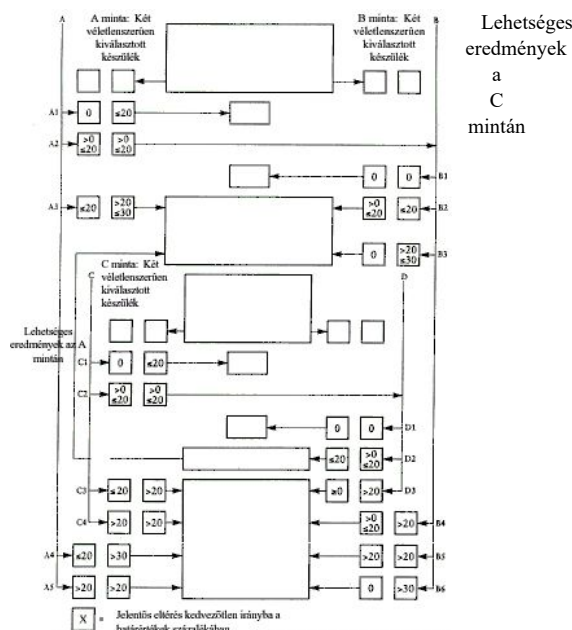 A
A minta: Két
véletlenszerűen
kiválasztott
készülék
B minta: Két
véletlenszerűen
kiválasztott
készülék
B
Lehetséges
eredmények
a
C
mintán
A1 0 ≤20
A2 >0 ≤20 >0 ≤20
0 0 B1
A3 ≤20 >20 ≤30
>0 ≤20 ≤20 B2
0 >20 ≤30 B3
C
C minta: Két
véletlenszerűen
kiválasztott
készülék
D
Lehetséges
eredmények az A
mintán
C1 0 ≤20
C2 >0 ≤20 >0 ≤20
0 0 D1
≤20 >0 ≤20 D2
C3 ≤20 >20
≥0 >20 D3
C4 >20 >20
>0 ≤20 >20 B4
A4 ≤20 >30
>20 >20 B5
A5 >20 >20
0 >30 B6
X = Jelentős eltérés kedvezőtlen irányba a
határértékek százalékában